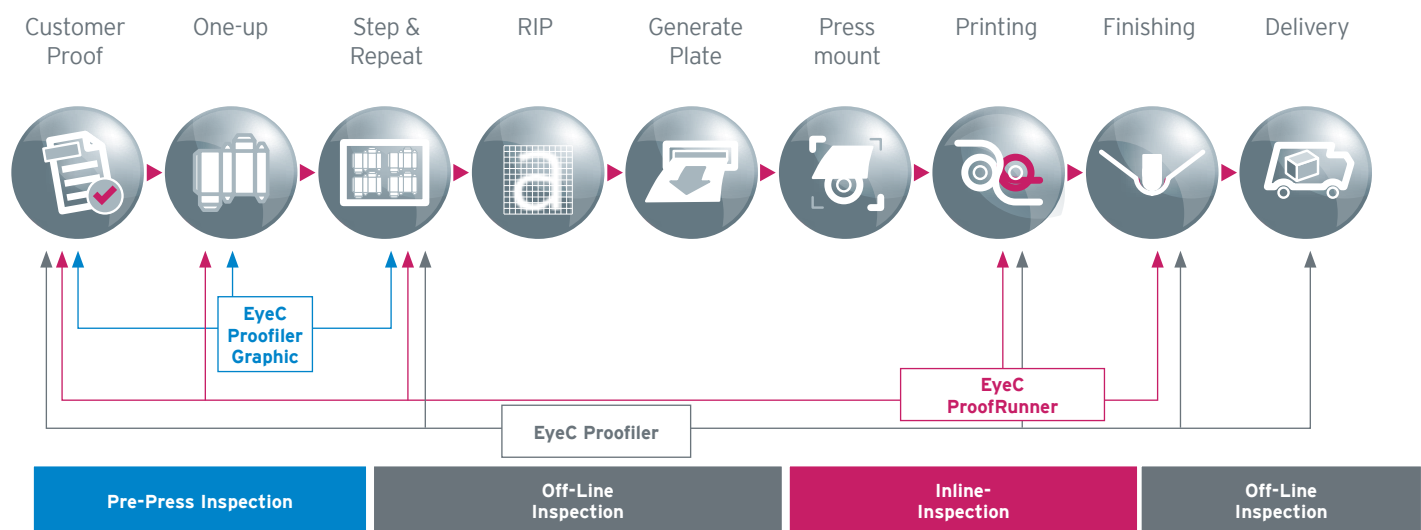 Customer
Proof
One-up
Step &
Repeat
RIP
Generate
Plate
Press
mount
Printing
Finishing
Delivery
a
EyeC
Proofiler
Graphic
EyeC
ProofRunner
EyeC Proofiler
Pre-Press Inspection
Off-Line
Inspection
Inline-
Inspection
Off-Line
Inspection